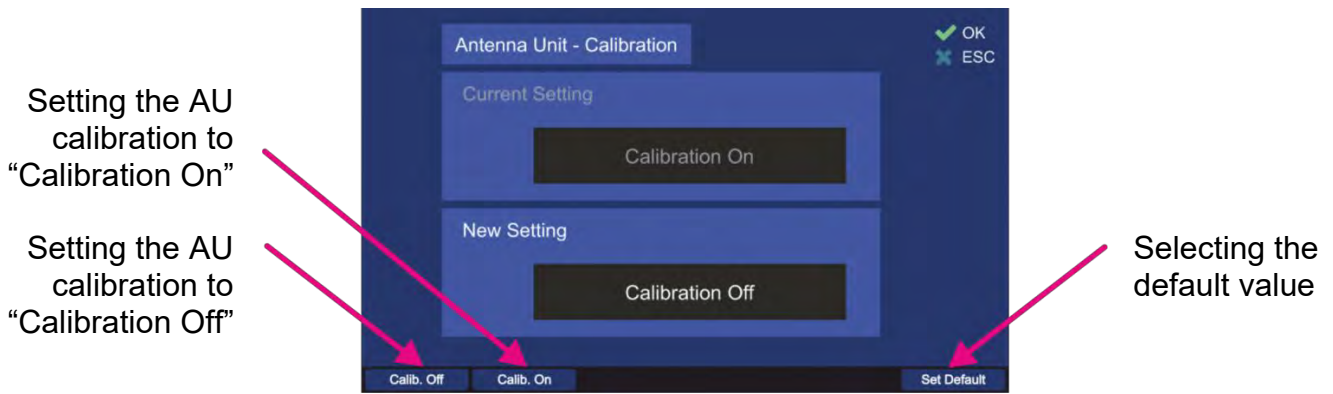 Setting the AU
calibration to
“Calibration On”
Setting the AU
calibration to
“Calibration Off”
Antenna Unit - Calibration
OK
ESC
Current Setting
Calibration On
New Setting
Calibration Off
Calib. Off
Calib. On
Set Default
Selecting the
default value